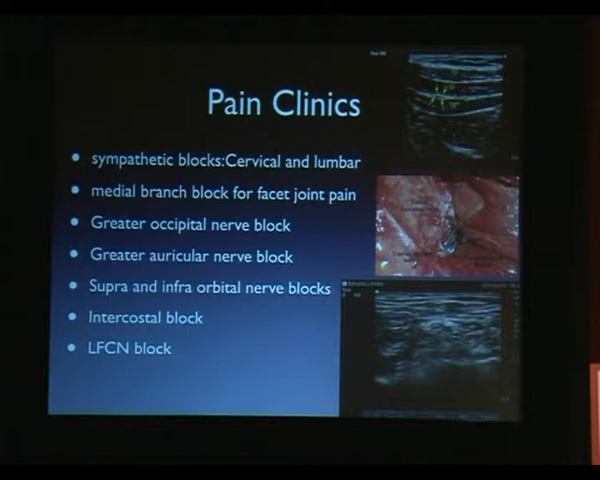 Pain Clinics
sympathetic blocks:Cervical and lumbar
medial branch block for facet joint pain
Greater occipital nerve block
Greater auricular nerve block
Supra and infra orbital nerve blocks
Intercostal block
LFCN block